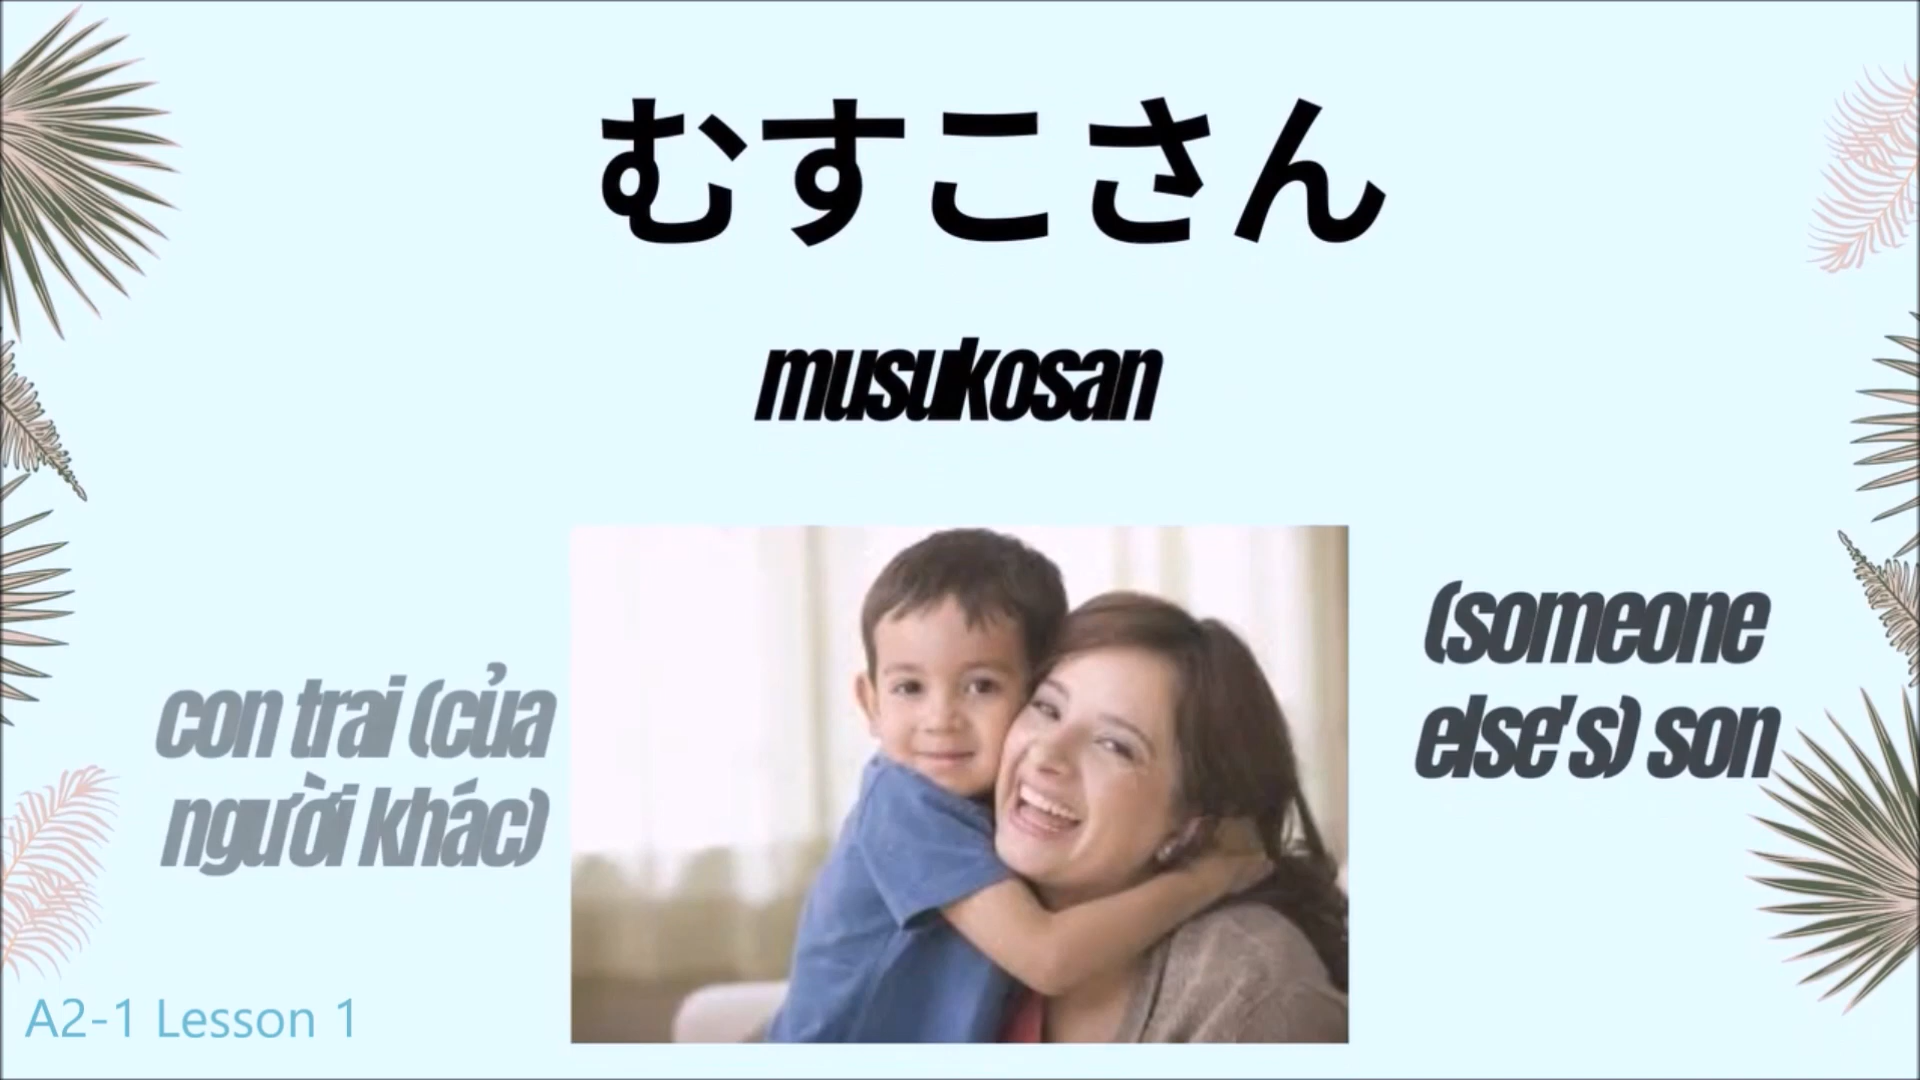 むすこさん
musukosan
con trai (của
người khác)
(someone
else's) son
A2-1 Lesson 1